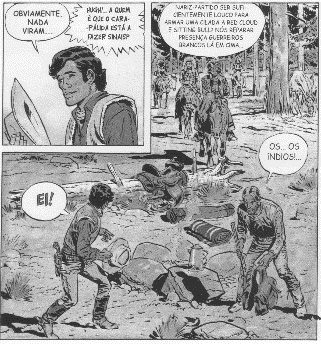 OBVIAMENTE,
NADA
VIRAM...
HUGH!.. A QUEM
É QUE O CARA-
PÁLIDA ESTÁ A
FAZER SINAIS?
NARIZ-PARTIDO SER SUFI
CIENTEMENTE LOUCO PARA
ARMAR UMA CILADA A RED CLOUD
E SITTING BULL? NÓS REPARAR
PRESENÇA GUERREIROS
BRANCOS LÁ EM CIMA...
EI!
OS... OS
ÍNDIOS!...